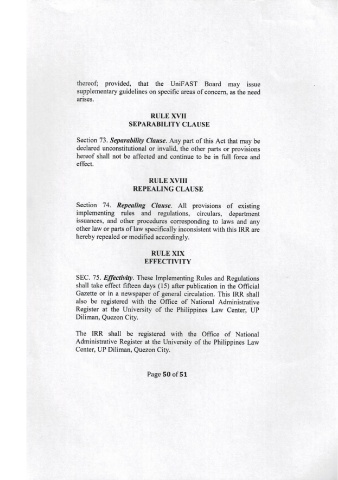 thereof; provided, that the UniFAST Board may issue
supplementary guidelines on specific areas of concern, as the need
arises.
RULE XVII
SEPARABILITY CLAUSE
Section 73. Separability Clause. Any part of this Act that may be
declared unconstitutional or invalid, the other parts or provisions
hereof shall not be affected and continue to be in full force and
effect.
RULE XVIII
REPEALING CLAUSE
Section 74. Repealing Clause. All provisions of existing
implementing rules and regulations, circulars, department
issuances, and other procedures corresponding to laws and any
other law or parts of law specifically inconsistent with this IRR are
hereby repealed or modified accordingly.
RULE XIX
EFFECTIVITY
SEC. 75. Effectivity. These Implementing Rules and Regulations
shall take effect fifteen days (15) after publication in the Official
Gazette or in a newspaper of general circulation. This IRR shall
also be registered with the Office of National Administrative
Register at the University of the Philippines Law Center, UP
Diliman, Quezon City.
The IRR shall be registered with the Office of National
Administrative Register at the University of the Philippines Law
Center, UP Diliman, Quezon City.
Page 50 of 51